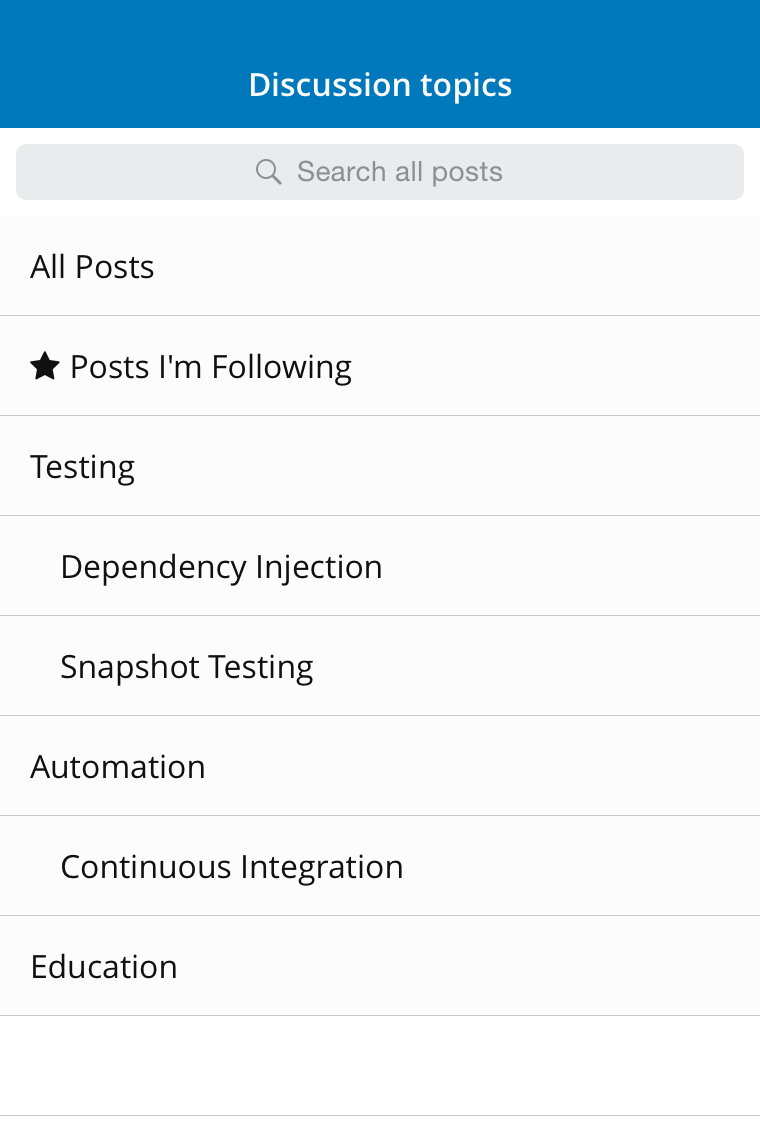 Discussion topics
Search all posts
All Posts
Posts I'm Following
Testing
Dependency Injection
Snapshot Testing
Automation
Continuous Integration
Education